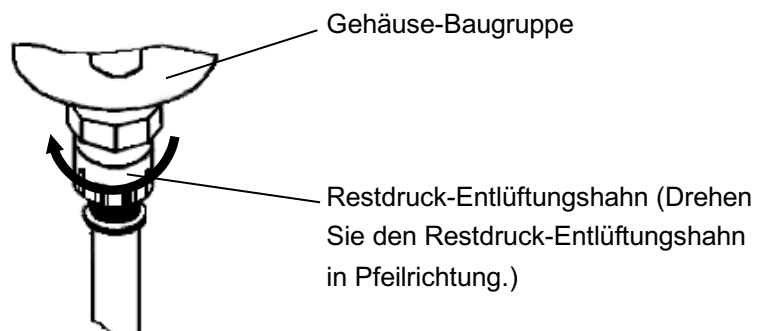 Gehäuse-Baugruppe
Restdruck-Entlüftungshahn (Drehen
Sie den Restdruck-Entlüftungshahn
in Pfeilrichtung.)